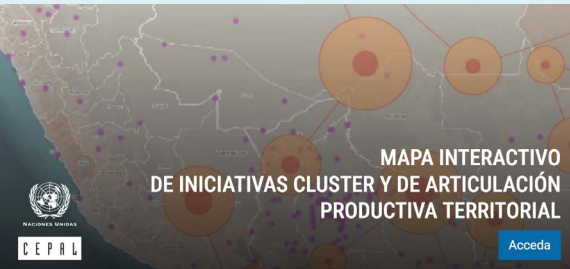 MAPA INTERACTIVO
DE INICIATIVAS CLUSTER Y DE ARTICULACIÓN
PRODUCTIVA TERRITORIAL
NACIONES UNIDAS
CEPAL
Acceda